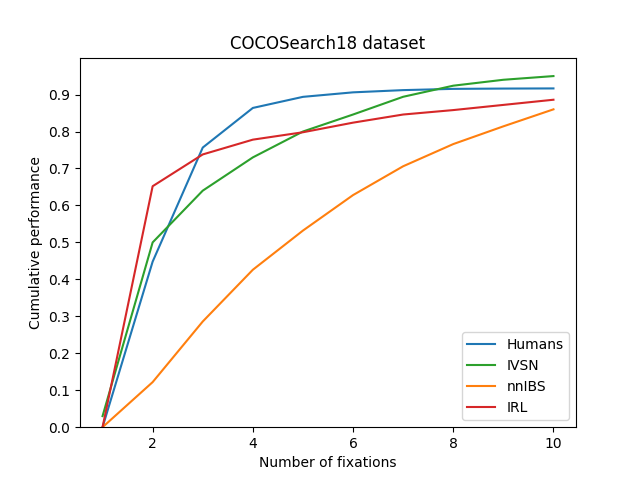 COCOSearch18 dataset
Cumulative performance
0.9
0.8
0.7
0.6
0.5
0.4
0.3
0.2
0.1
0.0
Humans
IVSN
nnIBS
IRL
2 4 6 8 10
Number of fixations